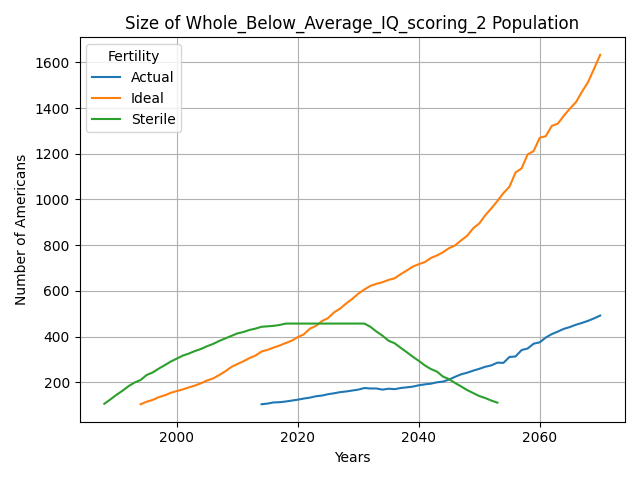 Size of Whole_Below_Average_IQ_scoring_2 Population
Fertility
Actual
Ideal
Sterile
Number of Americans
1600
1400
1200
1000
800
600
400
200
2000
2020
2040
2060
Years